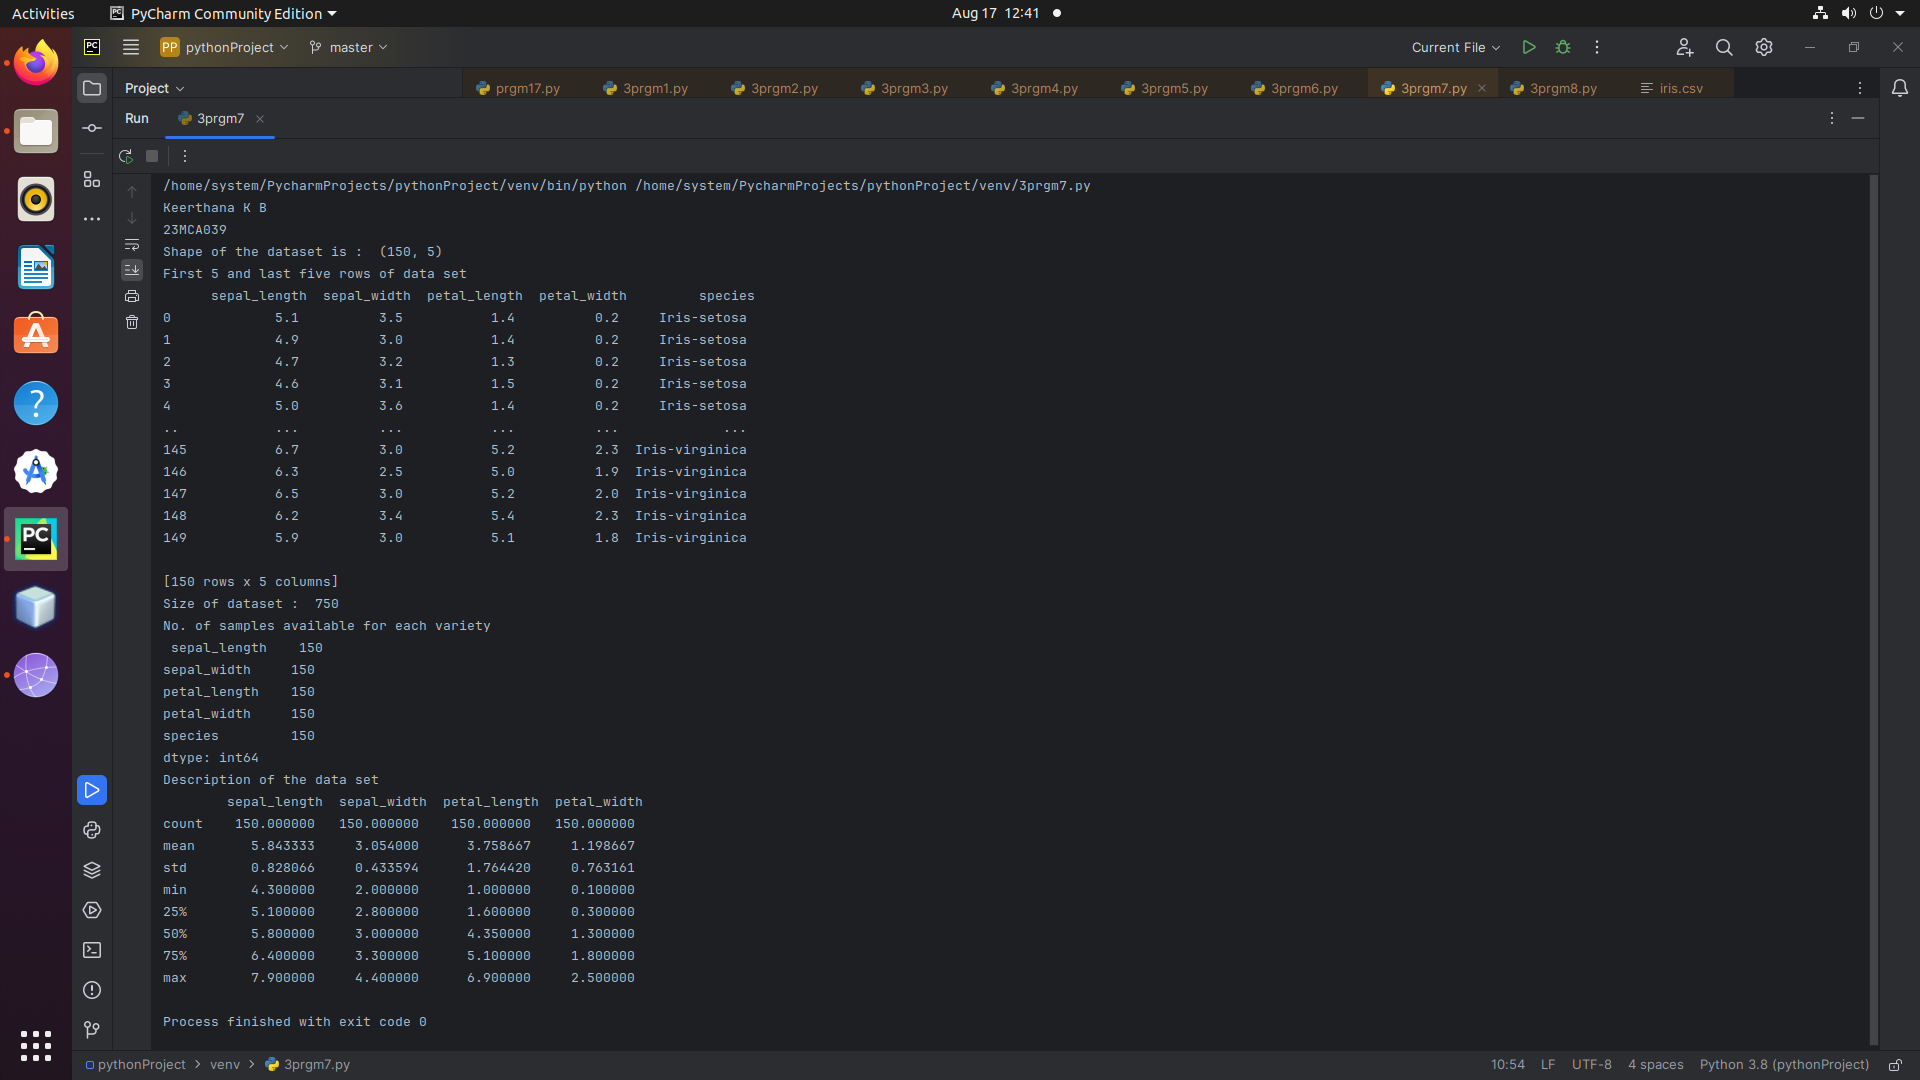 Activities PyCharm Community Edition Aug 17 12:41
PC PP pythonProject master Current File
Project prgm17.py 3prgm1.py 3prgm2.py 3prgm3.py 3prgm4.py 3prgm5.py 3prgm6.py 3prgm7.py 3prgm8.py iris.csv
Run 3prgm7
/home/system/PycharmProjects/pythonProject/venv/bin/python /home/system/PycharmProjects/pythonProject/venv/3prgm7.py
Keerthana K B
23MCA039
Shape of the dataset is :  (150, 5)
First 5 and last five rows of data set
      sepal_length  sepal_width  petal_length  petal_width         species
0             5.1          3.5           1.4          0.2     Iris-setosa
1             4.9          3.0           1.4          0.2     Iris-setosa
2             4.7          3.2           1.3          0.2     Iris-setosa
3             4.6          3.1           1.5          0.2     Iris-setosa
4             5.0          3.6           1.4          0.2     Iris-setosa
..            ...          ...           ...          ...             ...
145           6.7          3.0           5.2          2.3  Iris-virginica
146           6.3          2.5           5.0          1.9  Iris-virginica
147           6.5          3.0           5.2          2.0  Iris-virginica
148           6.2          3.4           5.4          2.3  Iris-virginica
149           5.9          3.0           5.1          1.8  Iris-virginica
[150 rows x 5 columns]
Size of dataset :  750
No. of samples available for each variety
 sepal_length    150
sepal_width     150
petal_length    150
petal_width     150
species         150
dtype: int64
Description of the data set
        sepal_length  sepal_width  petal_length  petal_width
count    150.000000   150.000000    150.000000   150.000000
mean       5.843333     3.054000      3.758667     1.198667
std        0.828066     0.433594      1.764420     0.763161
min        4.300000     2.000000      1.000000     0.100000
25%        5.100000     2.800000      1.600000     0.300000
50%        5.800000     3.000000      4.350000     1.300000
75%        6.400000     3.300000      5.100000     1.800000
max        7.900000     4.400000      6.900000     2.500000
Process finished with exit code 0
PC
pythonProject > venv > 3prgm7.py 10:54 LF UTF-8 4 spaces Python 3.8 (pythonProject)